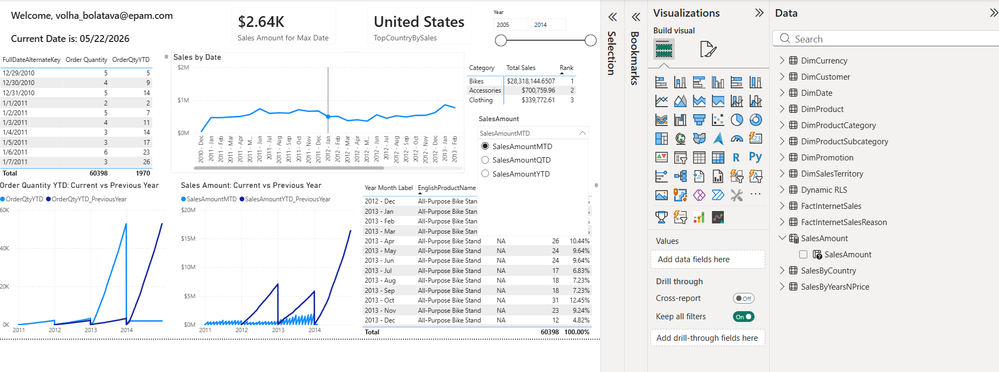 Welcome, volha_bolatava@epam.com
Current Date is: 05/22/2026
$2.64K
Sales Amount for Max Date
United States
TopCountryBySales
Year
2005 2014
FullDateAlternateKey Order Quantity OrderQtyYTD
12/29/2010 5 5
12/30/2010 4 9
12/31/2010 5 14
1/1/2011 2 2
1/2/2011 5 7
1/3/2011 4 11
1/4/2011 3 14
1/5/2011 3 17
1/6/2011 6 23
1/7/2011 3 26
Total 60398 1970
Sales by Date
$2M
$1M
$0M
2010 - Dec
2011 - Jan
2011 - Feb
2011 - Mar
2011 - Apr
2011 - M...
2011 - Jun
2011 - Jul
2011 - Aug
2011 - Sep
2011 - Oct
2011 - Nov
2011 - Dec
2012 - Jan
2012 - Feb
2012 - Mar
2012 - Apr
2012 - M...
2012 - Jun
2012 - Jul
2012 - Aug
2012 - Sep
2012 - Oct
2012 - Nov
2012 - Dec
2013 - Jan
2013 - Feb
Category Total Sales Rank
Bikes $28,318,144.6507 1
Accessories $700,759.96 2
Clothing $339,772.61 3
SalesAmount
SalesAmountMTD
SalesAmountMTD
SalesAmountQTD
SalesAmountYTD
Order Quantity YTD: Current vs Previous Year
OrderQtyYTD OrderQtyYTD_PreviousYear
60K
40K
20K
0K
2011 2012 2013 2014
Sales Amount: Current vs Previous Year
SalesAmountMTD SalesAmountYTD_PreviousYear
$20M
$15M
$10M
$5M
$0M
2011 2012 2013 2014
Year Month Label EnglishProductName
2012 - Dec All-Purpose Bike Stan
2013 - Jan All-Purpose Bike Stan
2013 - Feb All-Purpose Bike Stan
2013 - Mar All-Purpose Bike Stan
2013 - Apr All-Purpose Bike Stand NA 26 10.44%
2013 - May All-Purpose Bike Stand NA 24 9.64%
2013 - Jun All-Purpose Bike Stand NA 24 9.64%
2013 - Jul All-Purpose Bike Stand NA 17 6.83%
2013 - Aug All-Purpose Bike Stand NA 18 7.23%
2013 - Sep All-Purpose Bike Stand NA 18 7.23%
2013 - Oct All-Purpose Bike Stand NA 31 12.45%
2013 - Nov All-Purpose Bike Stand NA 23 9.24%
2013 - Dec All-Purpose Bike Stand NA 12 4.82%
Total 60398 100.00%
Selection
Bookmarks
Visualizations
Build visual
123
R
Py
...
Values
Add data fields here
Drill through
Cross-report Off
Keep all filters On
Add drill-through fields here
Data
Search
DimCurrency
DimCustomer
DimDate
DimProduct
DimProductCategory
DimProductSubcategory
DimPromotion
DimSalesTerritory
Dynamic RLS
FactInternetSales
FactInternetSalesReason
SalesAmount
SalesAmount
SalesByCountry
SalesByYearsNPrice